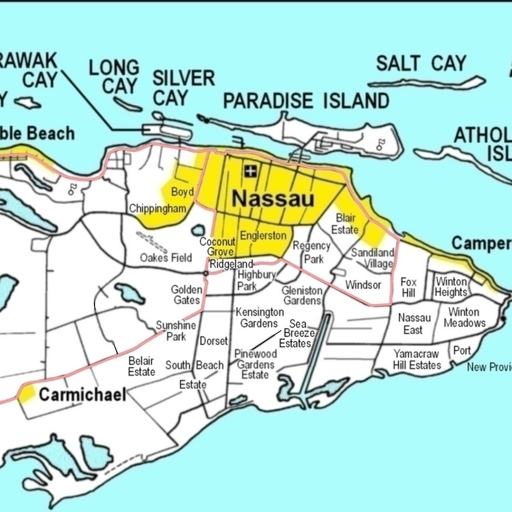 RAWAK
CAY
LONG
CAY
SILVER
CAY
SALT CAY
PARADISE ISLAND
Y
ble Beach
ATHOL
ISL
Boyd
Nassau
Chippingham
Blair
Estate
Coconut
Grove
Englerston
Camper
Oakes Field
Regency
Park
Sandiland
Village
Ridgeland
Highbury
Park
Golden
Gates
Gleniston
Gardens
Windsor
Fox
Hill
Winton
Heights
Kensington
Gardens
Sea
Breeze
Estates
Nassau
East
Winton
Meadows
Sunshine
Park
Dorset
Belair
Estate
South Beach
Estate
Pinewood
Gardens
Estate
Yamacraw
Hill Estates
Port
New Provi
Carmichael